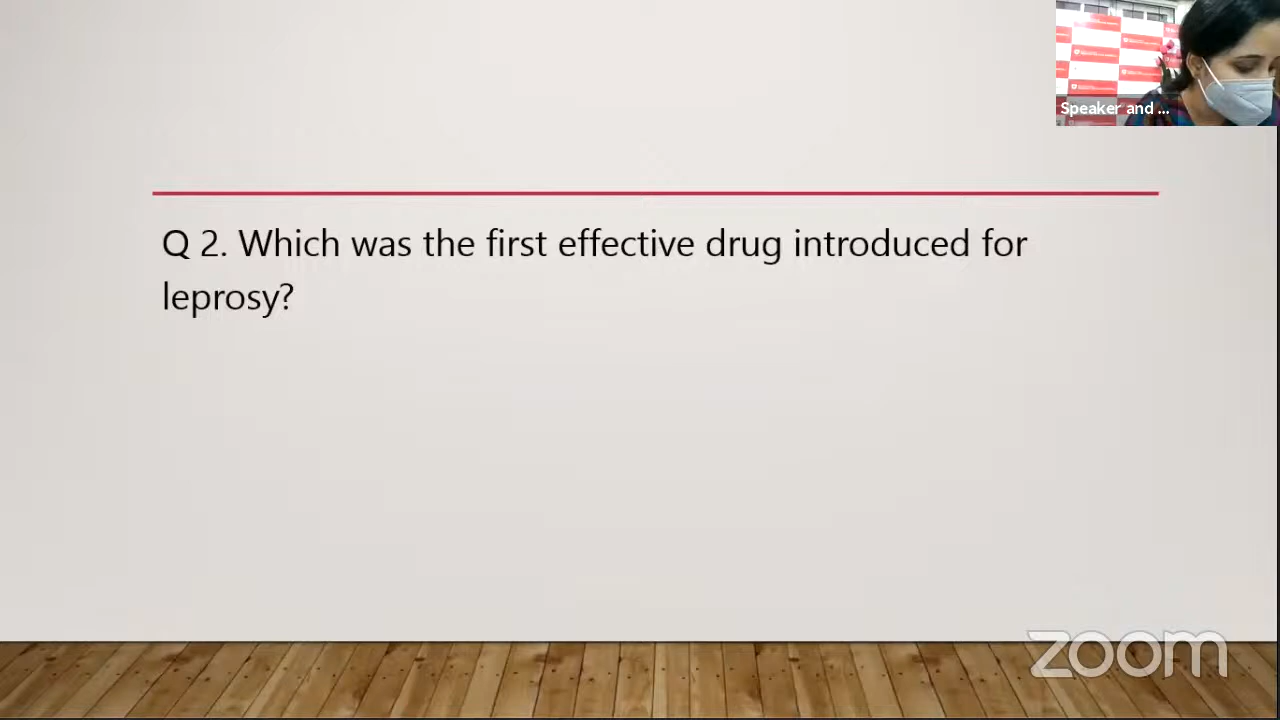 Speaker and ...
Q 2. Which was the first effective drug introduced for
leprosy?
zoom